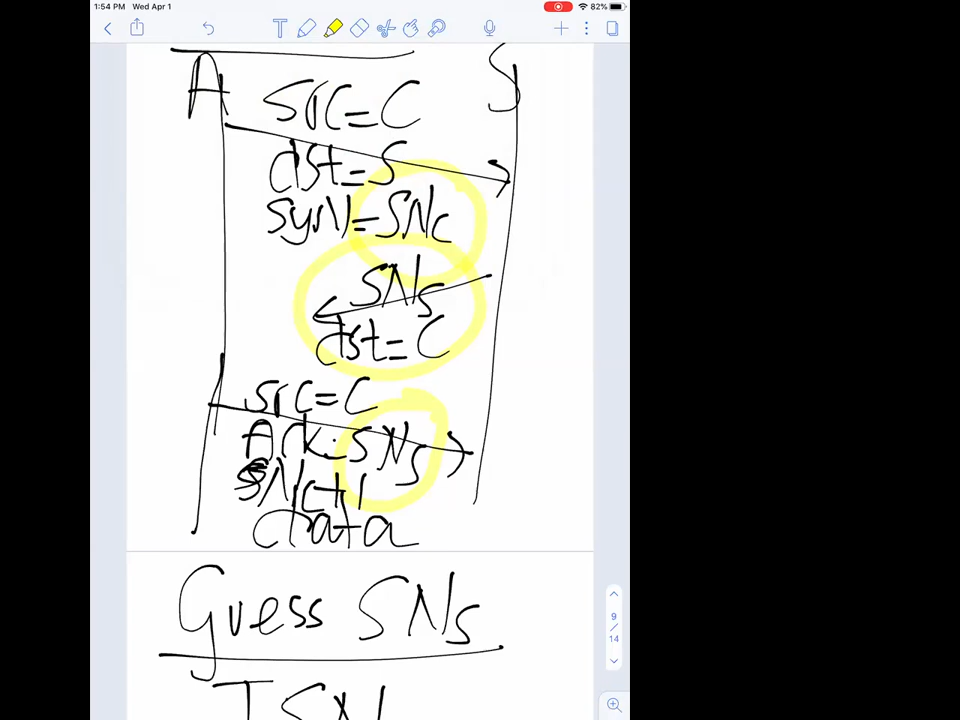 1:54 PM Wed Apr 1
82%
A S
src=C
dst=S
SyN=SNc
SNs
dst=C
src=C
Ack:SNs
SNc+1
data
9
/
14
Guess SNs
ISN